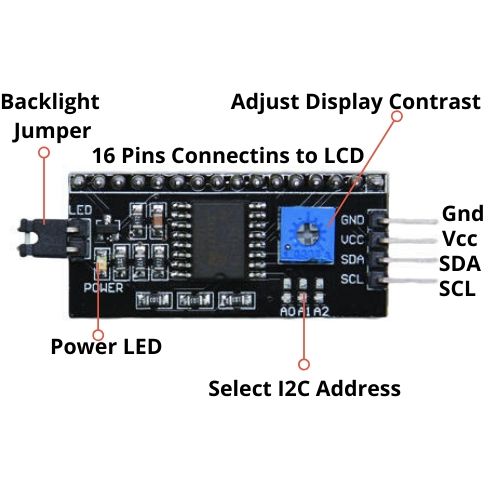 Backlight
Jumper
Adjust Display Contrast
16 Pins Connectins to LCD
LED
GND
VCC
SDA
SCL
Gnd
Vcc
SDA
SCL
POWER
A0 A1 A2
Power LED
Select I2C Address